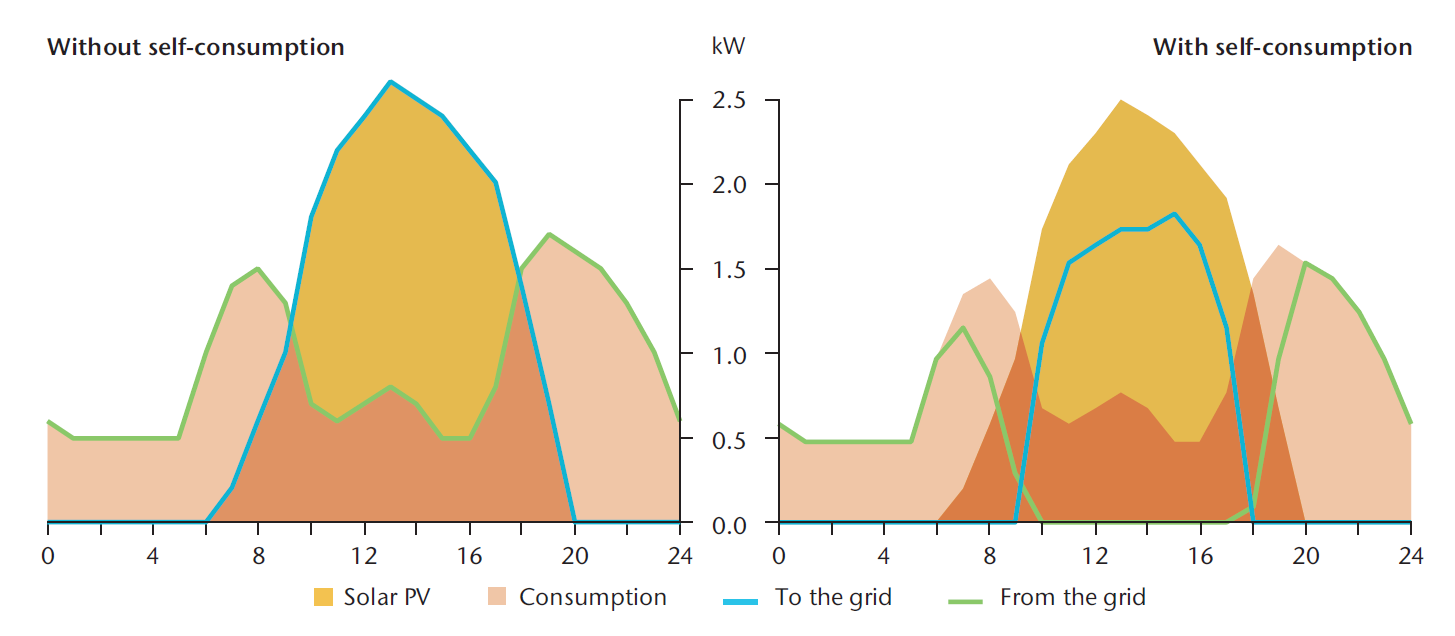 Without self-consumption
kW
With self-consumption
2.5
2.0
1.5
1.0
0.5
0.0
0 4 8 12 16 20 24
0 4 8 12 16 20 24
Solar PV Consumption To the grid From the grid